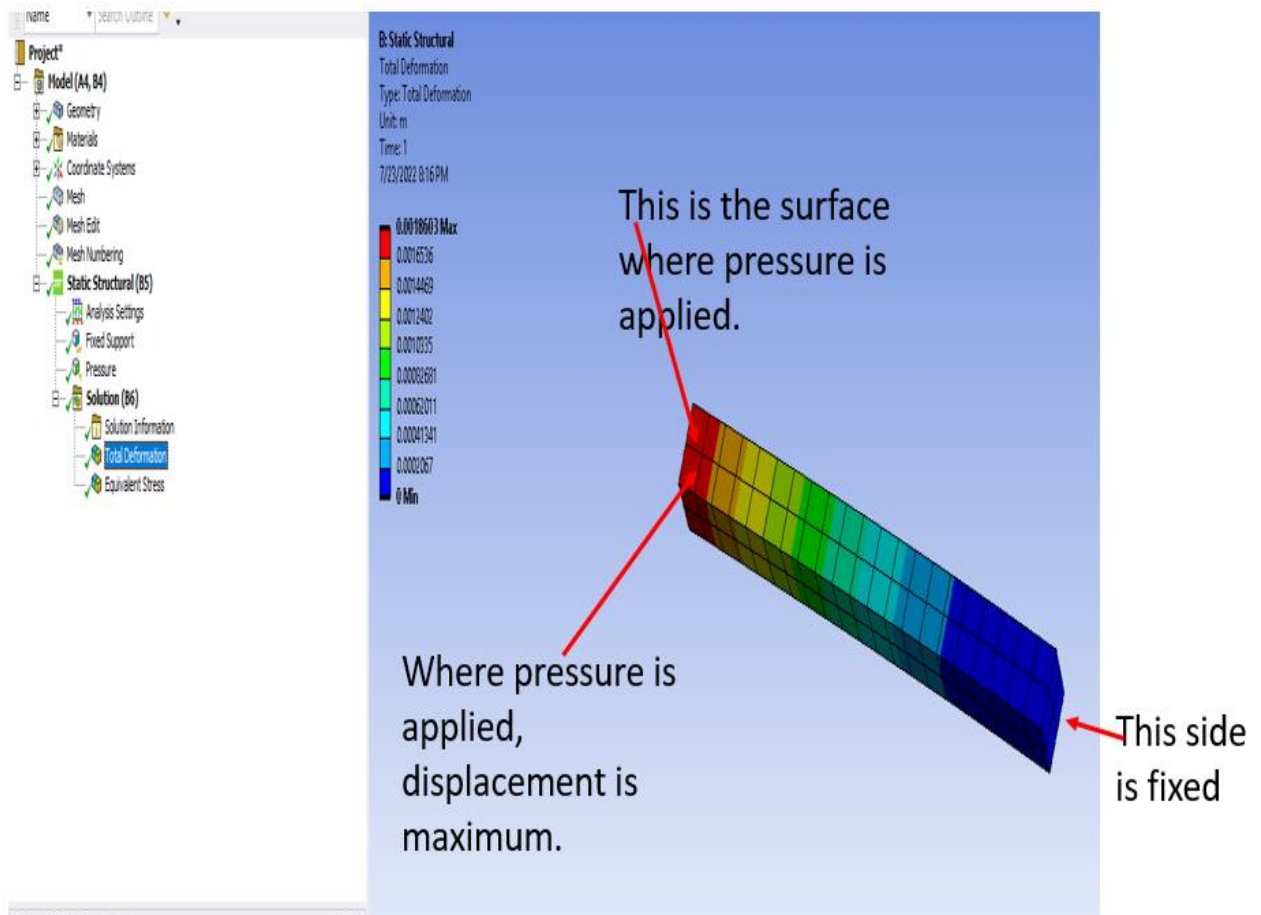 Name
Search Outline
Project*
Model (A4, B4)
Geometry
Materials
Coordinate Systems
Mesh
Mesh Edit
Mesh Numbering
Static Structural (B5)
Analysis Settings
Fixed Support
Pressure
Solution (B6)
Solution Information
Total Deformation
Equivalent Stress
B: Static Structural
Total Deformation
Type: Total Deformation
Unit: m
Time: 1
7/23/2022 8:16 PM
0.0018603 Max
0.0016536
0.0014469
0.0012402
0.0010335
0.00082681
0.00062011
0.00041341
0.0002067
0 Min
This is the surface
where pressure is
applied.
Where pressure is
applied,
displacement is
maximum.
This side
is fixed